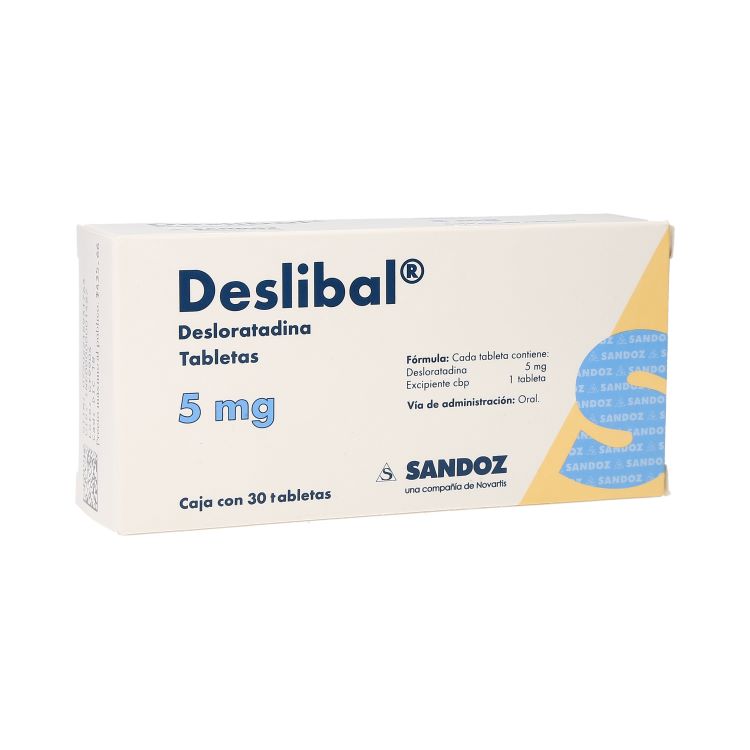 Deslibal®
Desloratadina
Tabletas
5 mg
Caja con 30 tabletas
Fórmula: Cada tableta contiene:
Desloratadina 5 mg
Excipiente cbp 1 tableta
Vía de administración: Oral.
SANDOZ
una compañía de Novartis
SANDOZ